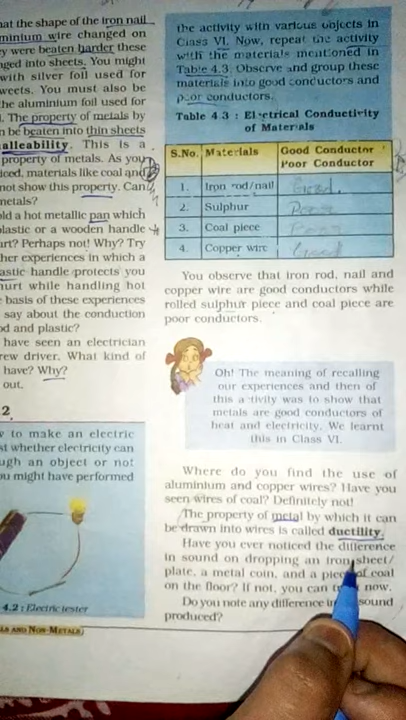 hat the shape of the iron nail
minium wire changed on
y were beaten harder these
nged into sheets. You might
with silver foil used for
weets. You must also be
the aluminium foil used for
. The property of metals by
n be beaten into thin sheets
alleability. This is a
property of metals. As you
iced, materials like coal and
not show this property. Can
netals?
old a hot metallic pan which
plastic or a wooden handle
urt? Perhaps not! Why? Try
her experiences in which a
astic handle protects you
hurt while handling hot
basis of these experiences
say about the conduction
od and plastic?
have seen an electrician
rew driver. What kind of
have? Why?
out.
2
w to make an electric
st whether electricity can
ugh an object or not
ou might have performed
4.2 : Electric tester
ALS AND NON-METALS
the activity with various objects in
Class VI. Now, repeat the activity
with the materials mentioned in
Table 4.3. Observe and group these
materials into good conductors and
poor conductors.
Table 4.3 : Electrical Conductivity
of Materials
S.No. Materials Good Conductor /
Poor Conductor
1. Iron rod/nail Good.
2. Sulphur Poor
3. Coal piece Poor
4. Copper wire Good
You observe that iron rod, nail and
copper wire are good conductors while
rolled sulphur piece and coal piece are
poor conductors.
Oh! The meaning of recalling
our experiences and then of
this activity was to show that
metals are good conductors of
heat and electricity. We learnt
this in Class VI.
Where do you find the use of
aluminium and copper wires? Have you
seen wires of coal? Definitely not!
The property of metal by which it can
be drawn into wires is called ductility.
Have you ever noticed the difference
in sound on dropping an iron sheet/
plate, a metal coin, and a piece of coal
on the floor? If not, you can now.
Do you note any difference in sound
produced?